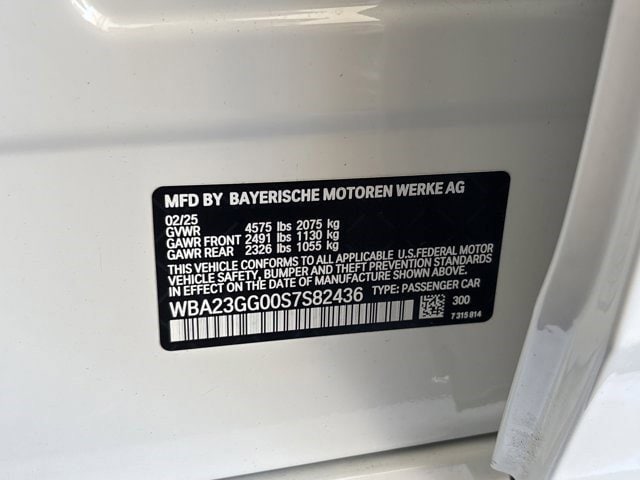 MFD BY BAYERISCHE MOTOREN WERKE AG
02/25
GVWR 4575 lbs 2075 kg
GAWR FRONT 2491 lbs 1130 kg
GAWR REAR 2326 lbs 1055 kg
THIS VEHICLE CONFORMS TO ALL APPLICABLE U.S.FEDERAL MOTOR
VEHICLE SAFETY, BUMPER AND THEFT PREVENTION STANDARDS
IN EFFECT ON THE DATE OF MANUFACTURE SHOWN ABOVE.
WBA23GG00S7S82436 TYPE: PASSENGER CAR
300
7 315 814